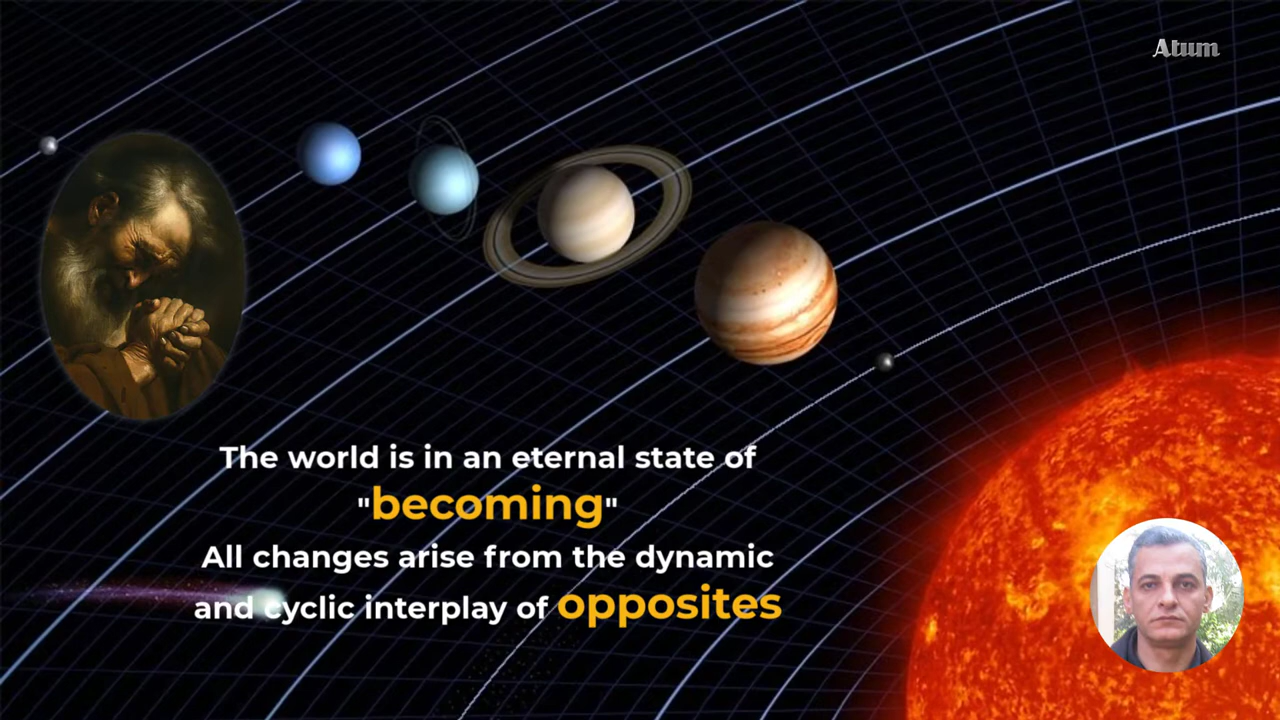 Atum
The world is in an eternal state of
"becoming"
All changes arise from the dynamic
and cyclic interplay of opposites